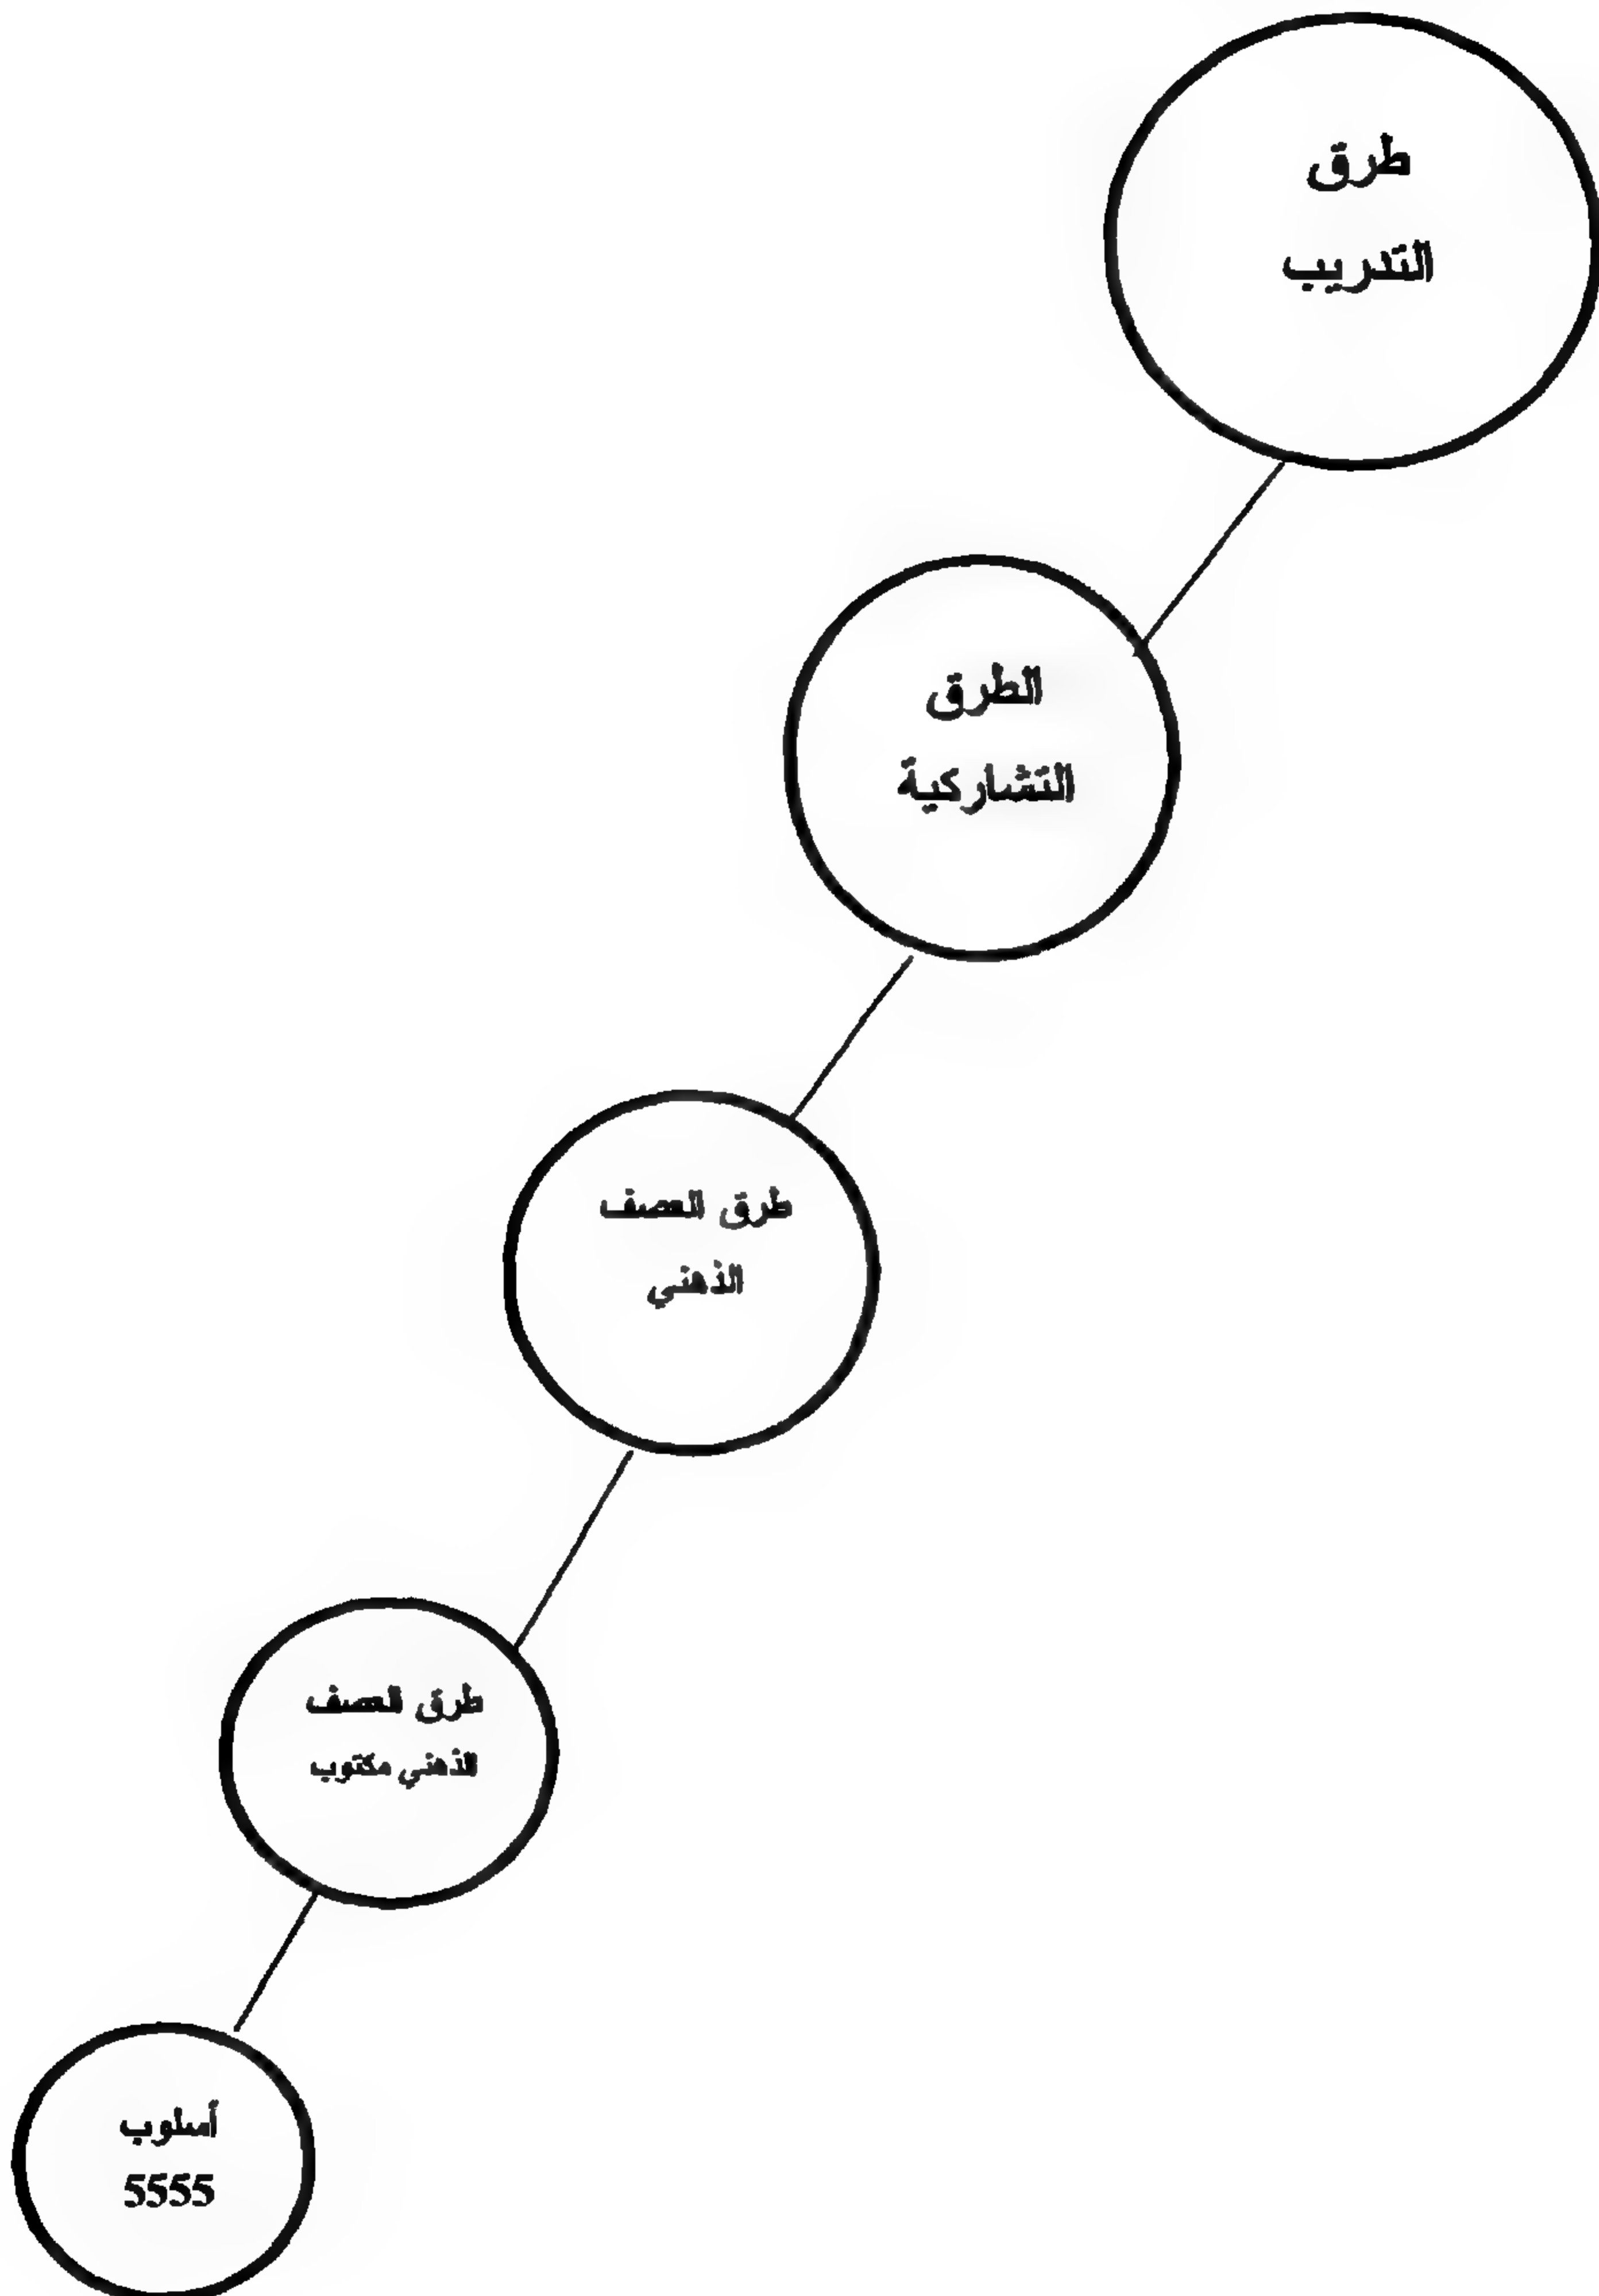 طرق
التدريب
الطرق
التشاركية
طرق العصف
الذهني
طرق العصف
الذهني مكتوب
أسلوب
5555